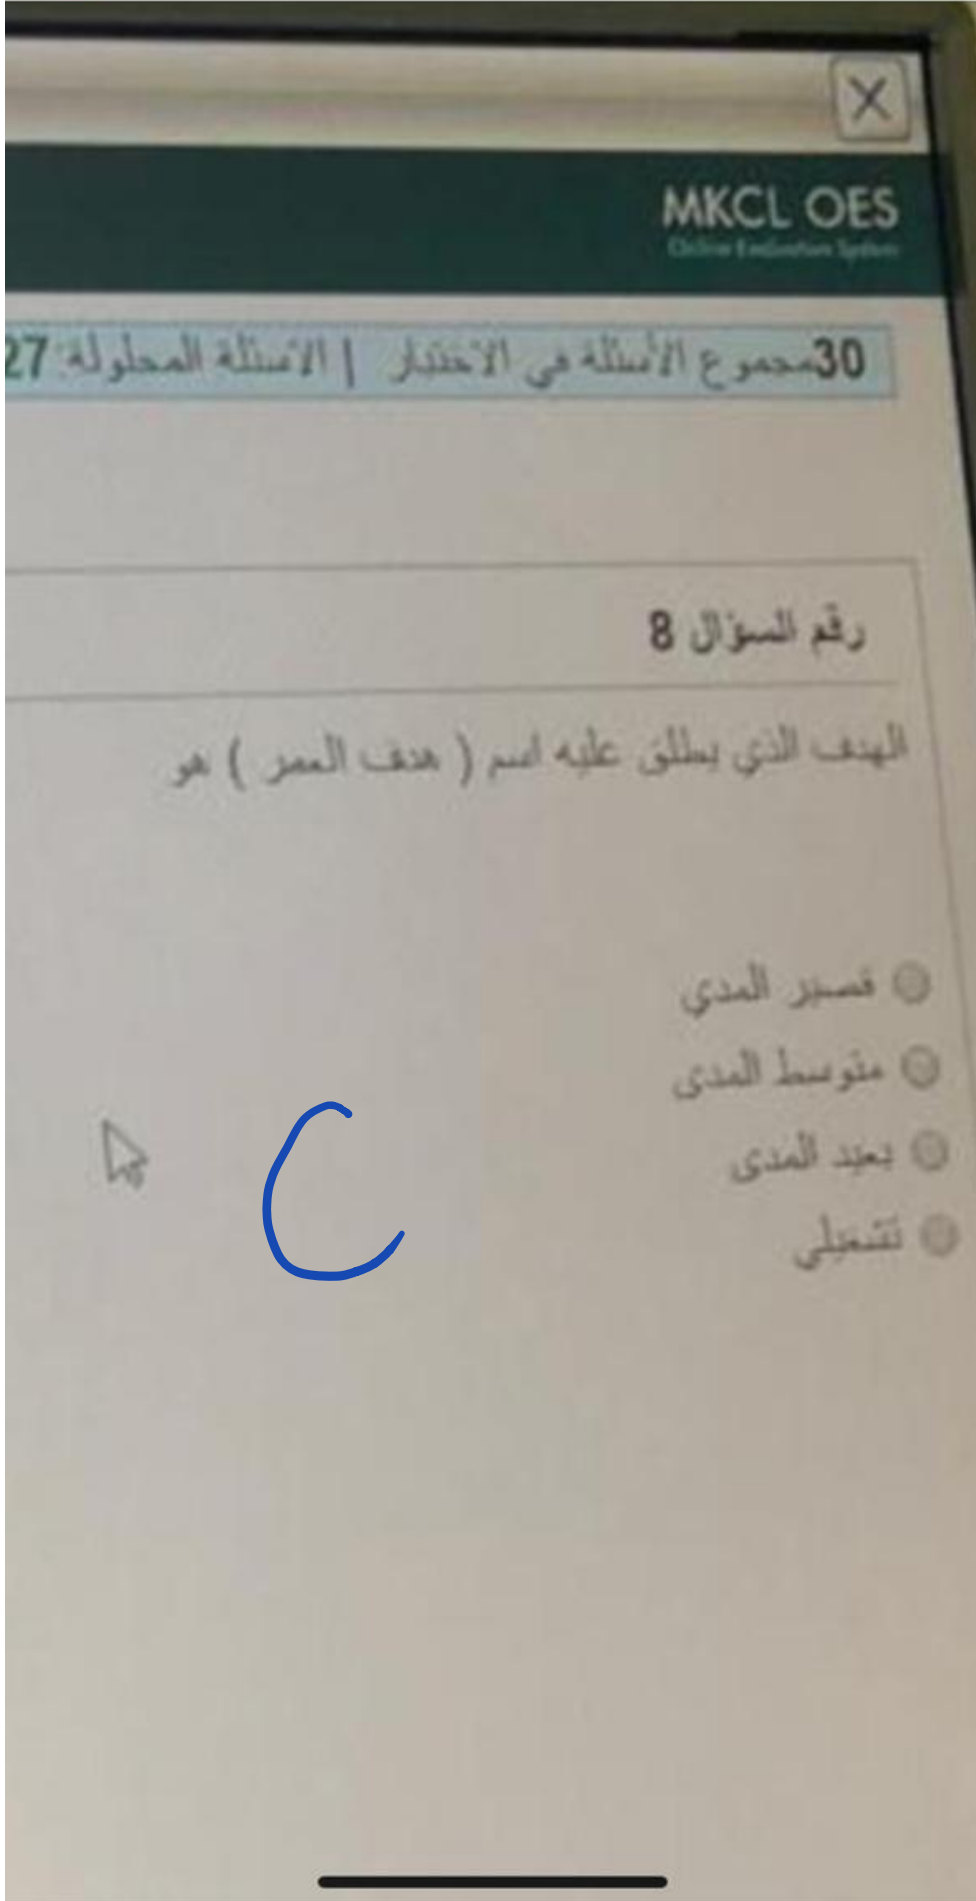 X
MKCL OES
Online Evaluation System
30مجموع الأسئلة في الاختبار | الأسئلة المحلولة: 27
رقم السؤال 8
الهدف الذي يطلق عليه اسم ( هدف الممر ) هو
قصير المدي
متوسط المدى
بعيد المدى
تشغيلي
C